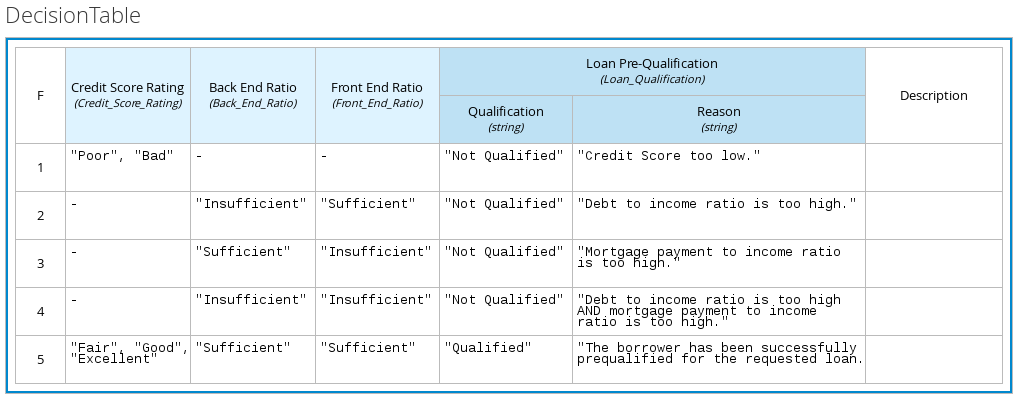 DecisionTable
F
Credit Score Rating
(Credit_Score_Rating)
Back End Ratio
(Back_End_Ratio)
Front End Ratio
(Front_End_Ratio)
Loan Pre-Qualification
(Loan_Qualification)
Qualification
(string)
Reason
(string)
Description
1
"Poor", "Bad"
-
-
"Not Qualified"
"Credit Score too low."
2
-
"Insufficient"
"Sufficient"
"Not Qualified"
"Debt to income ratio is too high."
3
-
"Sufficient"
"Insufficient"
"Not Qualified"
"Mortgage payment to income ratio
is too high."
4
-
"Insufficient"
"Insufficient"
"Not Qualified"
"Debt to income ratio is too high
AND mortgage payment to income
ratio is too high."
5
"Fair", "Good",
"Excellent"
"Sufficient"
"Sufficient"
"Qualified"
"The borrower has been successfully
prequalified for the requested loan.